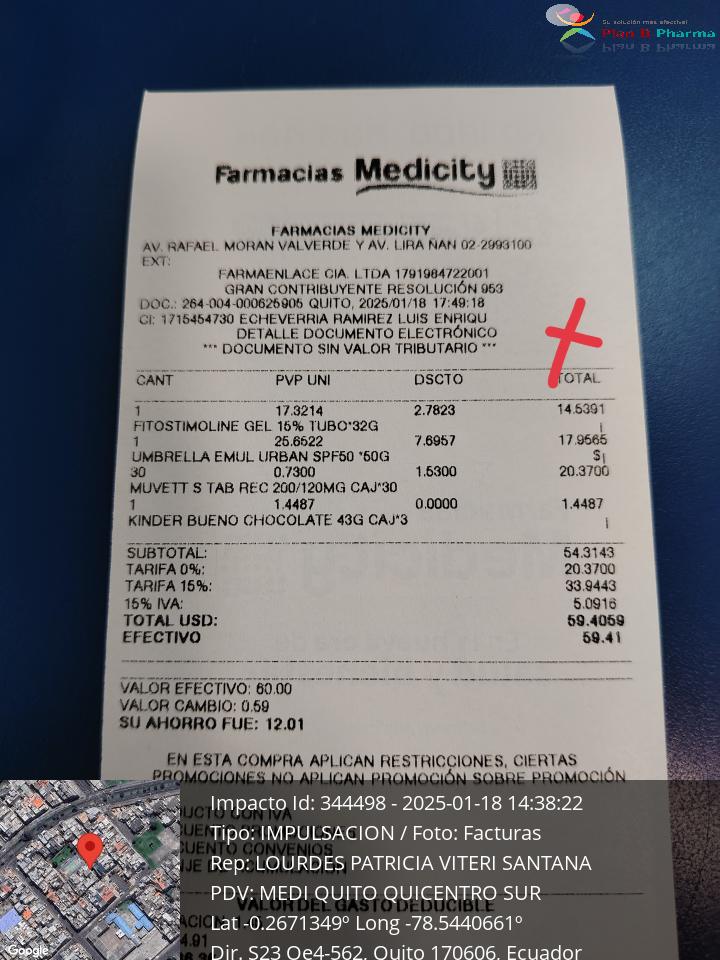 Su solución mas efectiva!
Plan B Pharma
Farmacias Medicity
FARMACIAS MEDICITY
AV. RAFAEL MORAN VALVERDE Y AV. LIRA ÑAN 02-2993100
EXT:
FARMAENLACE CIA. LTDA 1791984722001
GRAN CONTRIBUYENTE RESOLUCIÓN 953
DOC.: 264-004-000625905 QUITO, 2025/01/18 17:49:18
CI: 1715454730 ECHEVERRIA RAMIREZ LUIS ENRIQU
DETALLE DOCUMENTO ELECTRÓNICO
*** DOCUMENTO SIN VALOR TRIBUTARIO ***
CANT PVP UNI DSCTO TOTAL
1 17.3214 2.7823 14.5391
FITOSTIMOLINE GEL 15% TUBO*32G
1 25.6522 7.6957 17.9565
UMBRELLA EMUL URBAN SPF50 *50G
30 0.7300 1.5300 20.3700
MUVETT S TAB REC 200/120MG CAJ*30
1 1.4487 0.0000 1.4487
KINDER BUENO CHOCOLATE 43G CAJ*3
SUBTOTAL: 54.3143
TARIFA 0%: 20.3700
TARIFA 15%: 33.9443
15% IVA: 5.0916
TOTAL USD: 59.4059
EFECTIVO 59.41
VALOR EFECTIVO: 60.00
VALOR CAMBIO: 0.59
SU AHORRO FUE: 12.01
EN ESTA COMPRA APLICAN RESTRICCIONES, CIERTAS
PROMOCIONES NO APLICAN PROMOCIÓN SOBRE PROMOCIÓN
Impacto Id: 344498 - 2025-01-18 14:38:22
Tipo: IMPULSACION / Foto: Facturas
Rep: LOURDES PATRICIA VITERI SANTANA
PDV: MEDI QUITO QUICENTRO SUR
VALOR DEL GASTO DEDUCIBLE
Lat -0.2671349º Long -78.5440661º
Dir. S23 Oe4-562, Quito 170606, Ecuador
Google